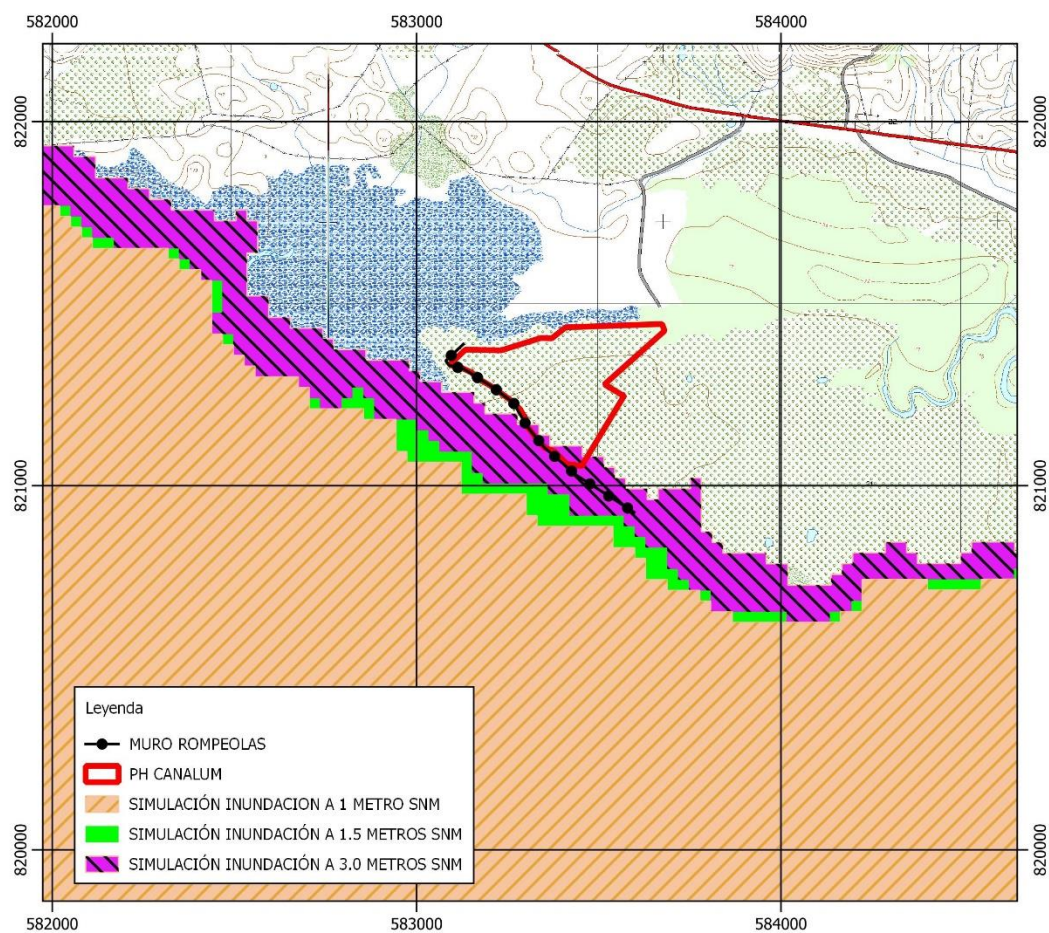 582000
583000
584000
822000
822000
821000
821000
820000
820000
Leyenda
MURO ROMPEOLAS
PH CANALUM
SIMULACIÓN INUNDACION A 1 METRO SNM
SIMULACIÓN INUNDACIÓN A 1.5 METROS SNM
SIMULACIÓN INUNDACIÓN A 3.0 METROS SNM
582000
583000
584000